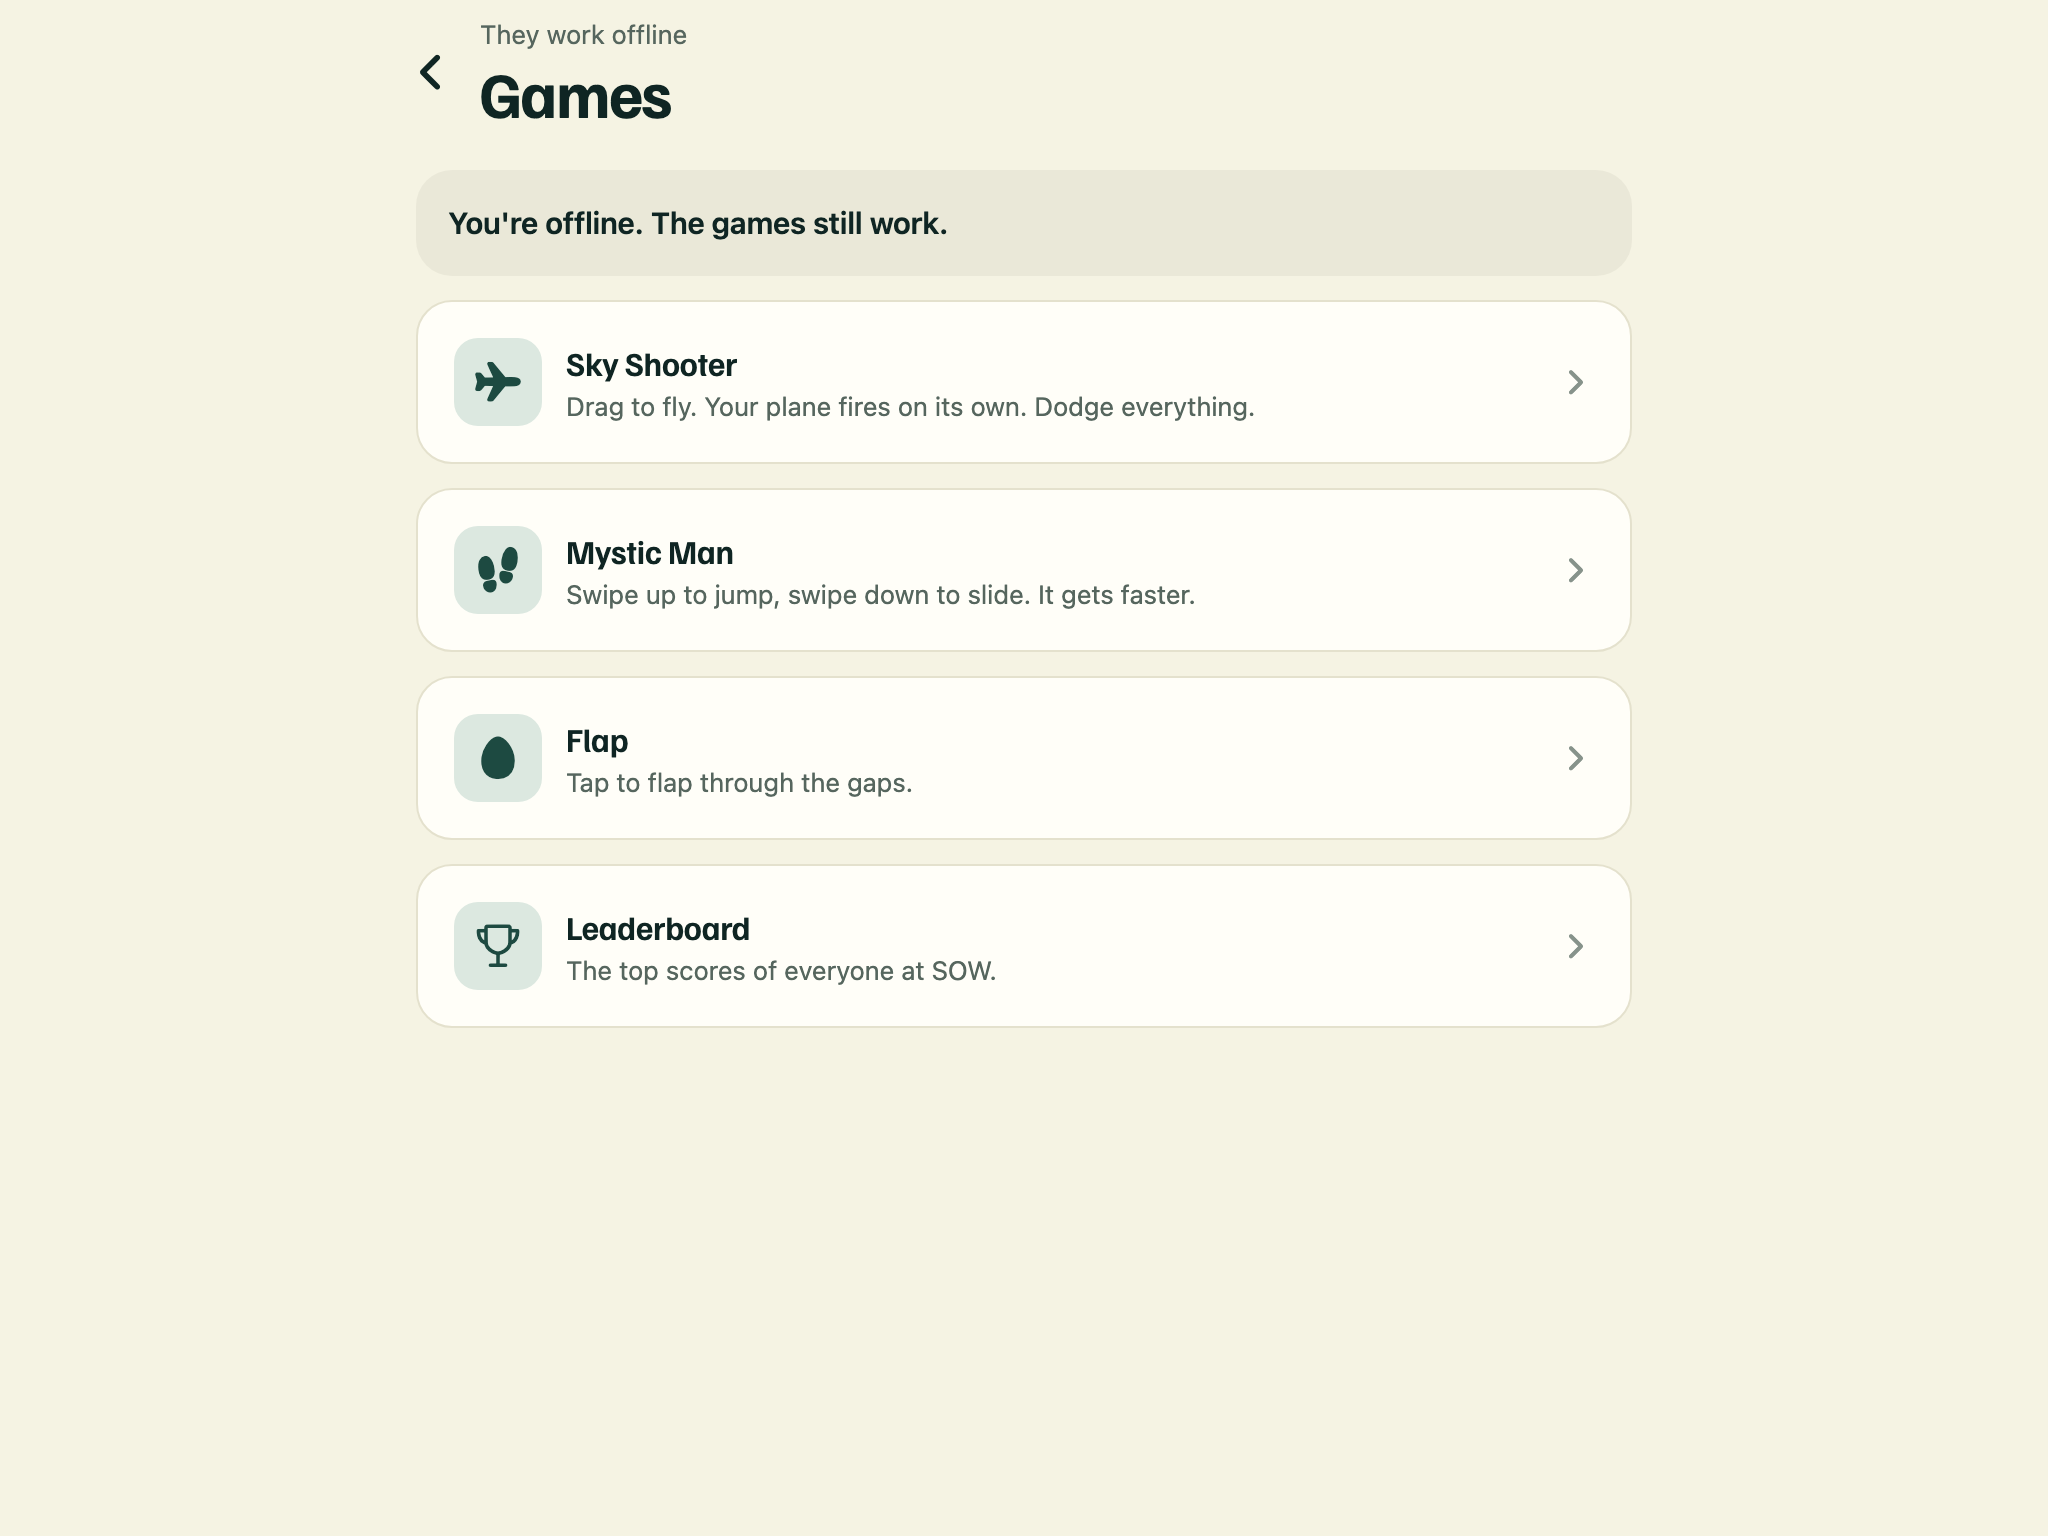 They work offline
Games
You're offline. The games still work.
Sky Shooter
Drag to fly. Your plane fires on its own. Dodge everything.
Mystic Man
Swipe up to jump, swipe down to slide. It gets faster.
Flap
Tap to flap through the gaps.
Leaderboard
The top scores of everyone at SOW.